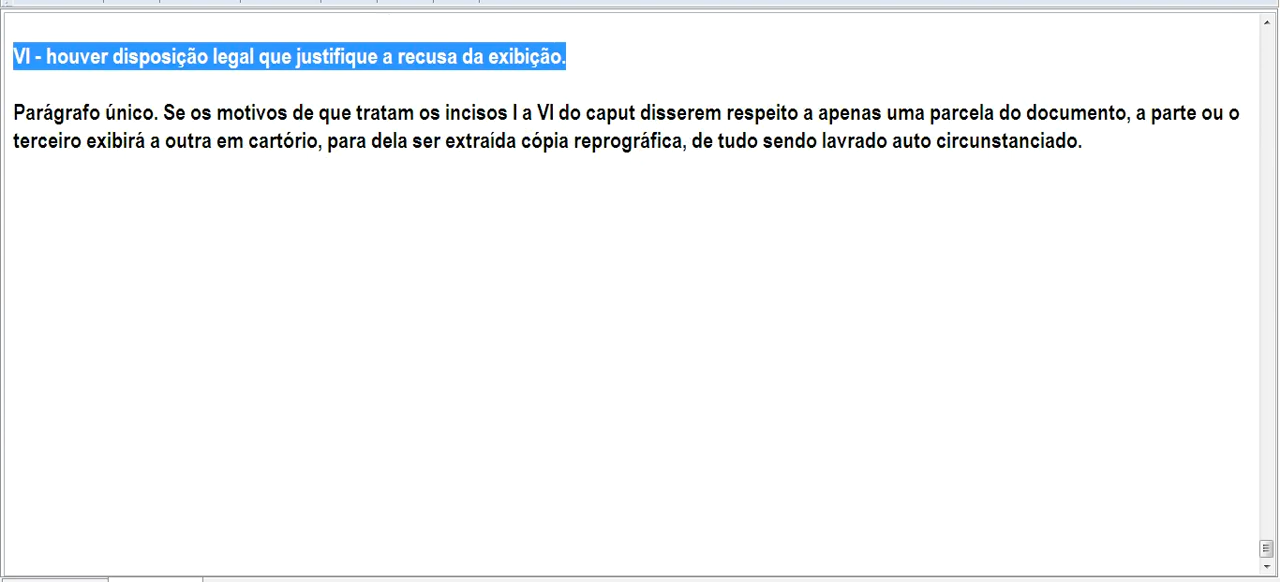 VI - houver disposição legal que justifique a recusa da exibição.
Parágrafo único. Se os motivos de que tratam os incisos I a VI do caput disserem respeito a apenas uma parcela do documento, a parte ou o
terceiro exibirá a outra em cartório, para dela ser extraída cópia reprográfica, de tudo sendo lavrado auto circunstanciado.